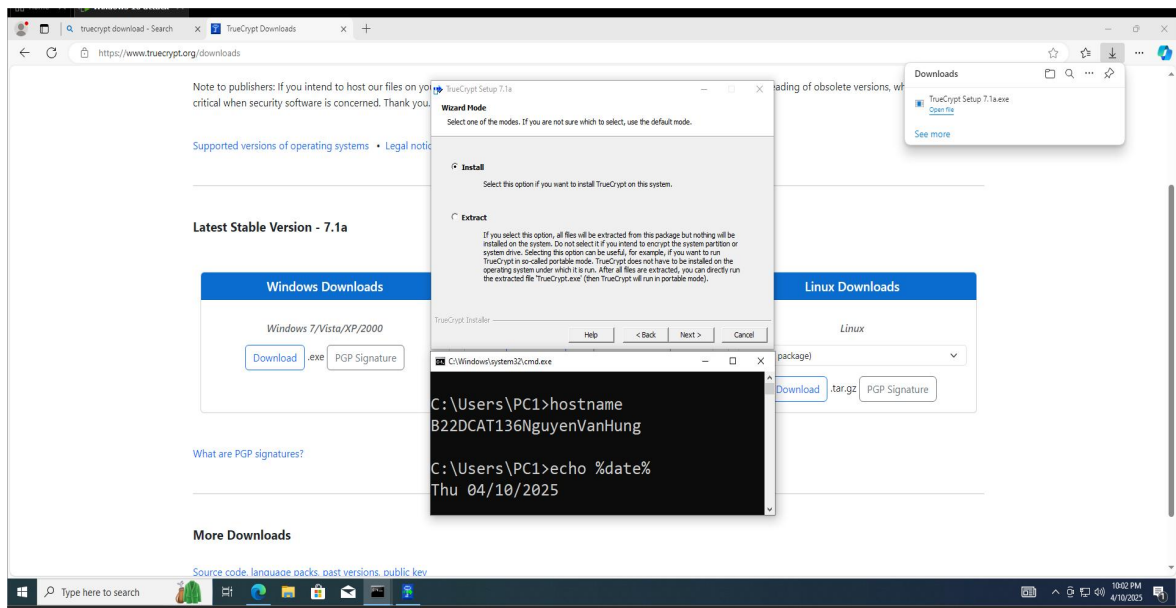 truecrypt download - Search
TrueCrypt Downloads
https://www.truecrypt.org/downloads
Note to publishers: If you intend to host our files on yo
ading of obsolete versions, wh
critical when security software is concerned. Thank you.
Supported versions of operating systems • Legal notic
Downloads
TrueCrypt Setup 7.1a.exe
Open file
See more
TrueCrypt Setup 7.1a
Wizard Mode
Select one of the modes. If you are not sure which to select, use the default mode.
Install
Select this option if you want to install TrueCrypt on this system.
Extract
If you select this option, all files will be extracted from this package but nothing will be
installed on the system. Do not select it if you intend to encrypt the system partition or
system drive. Selecting this option can be useful, for example, if you want to run
TrueCrypt in so-called portable mode. TrueCrypt does not have to be installed on the
operating system under which it is run. After all files are extracted, you can directly run
the extracted file 'TrueCrypt.exe' (then TrueCrypt will run in portable mode).
TrueCrypt Installer
Help
< Back
Next >
Cancel
Latest Stable Version - 7.1a
Windows Downloads
Windows 7/Vista/XP/2000
Download .exe PGP Signature
Linux Downloads
Linux
package)
Download .tar.gz PGP Signature
C:\Windows\system32\cmd.exe
C:\Users\PC1>hostname
B22DCAT136NguyenVanHung
C:\Users\PC1>echo %date%
Thu 04/10/2025
What are PGP signatures?
More Downloads
Source code, language packs, past versions, public key
Type here to search
10:02 PM
4/10/2025